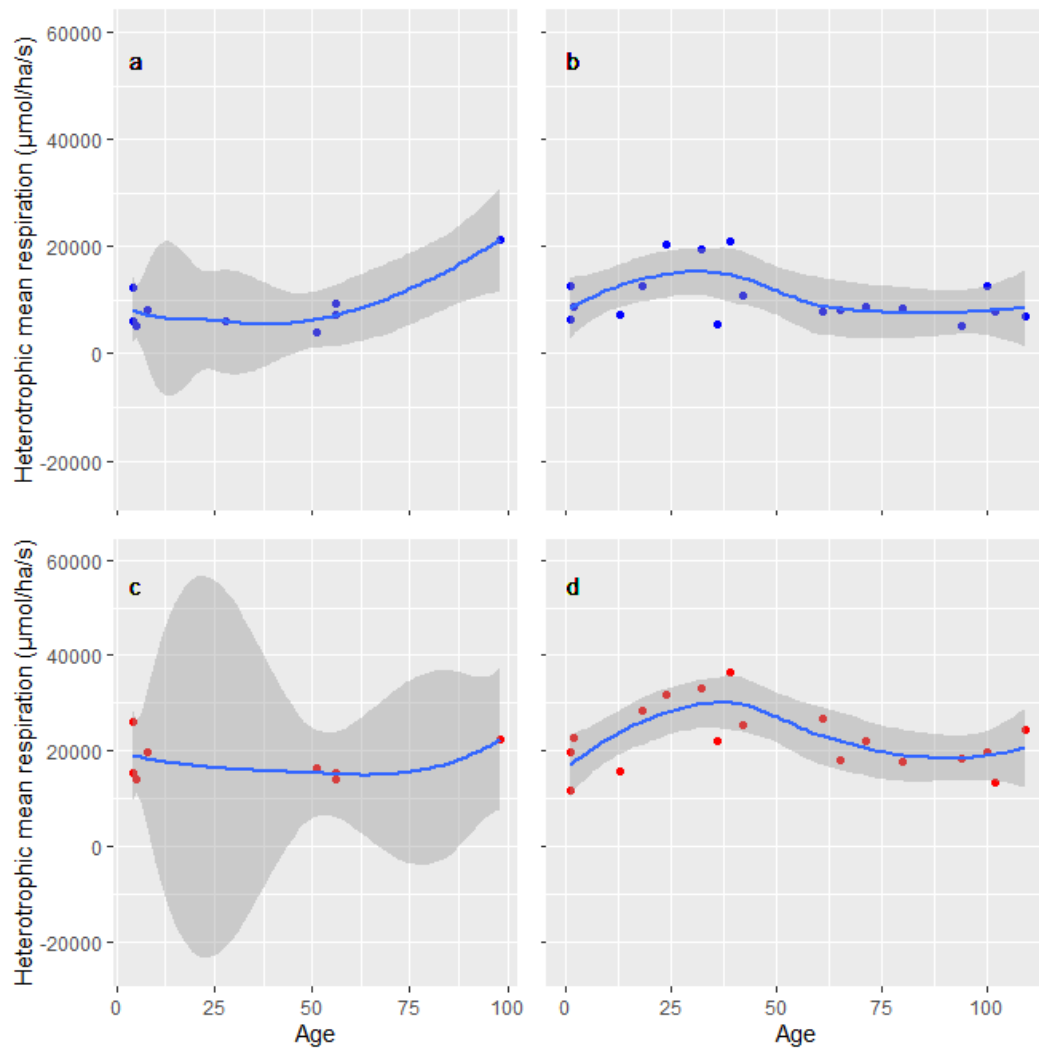 Heterotrophic mean respiration (µmol/ha/s)
60000
40000
20000
0
-20000
a
b
Heterotrophic mean respiration (µmol/ha/s)
60000
40000
20000
0
-20000
c
d
0 25 50 75 100
0 25 50 75 100
Age
Age